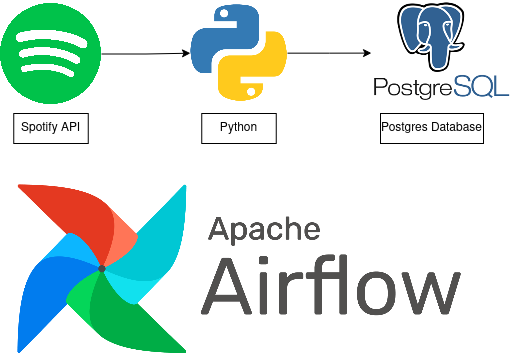 PostgreSQL
Spotify API
Python
Postgres Database
Apache
Airflow